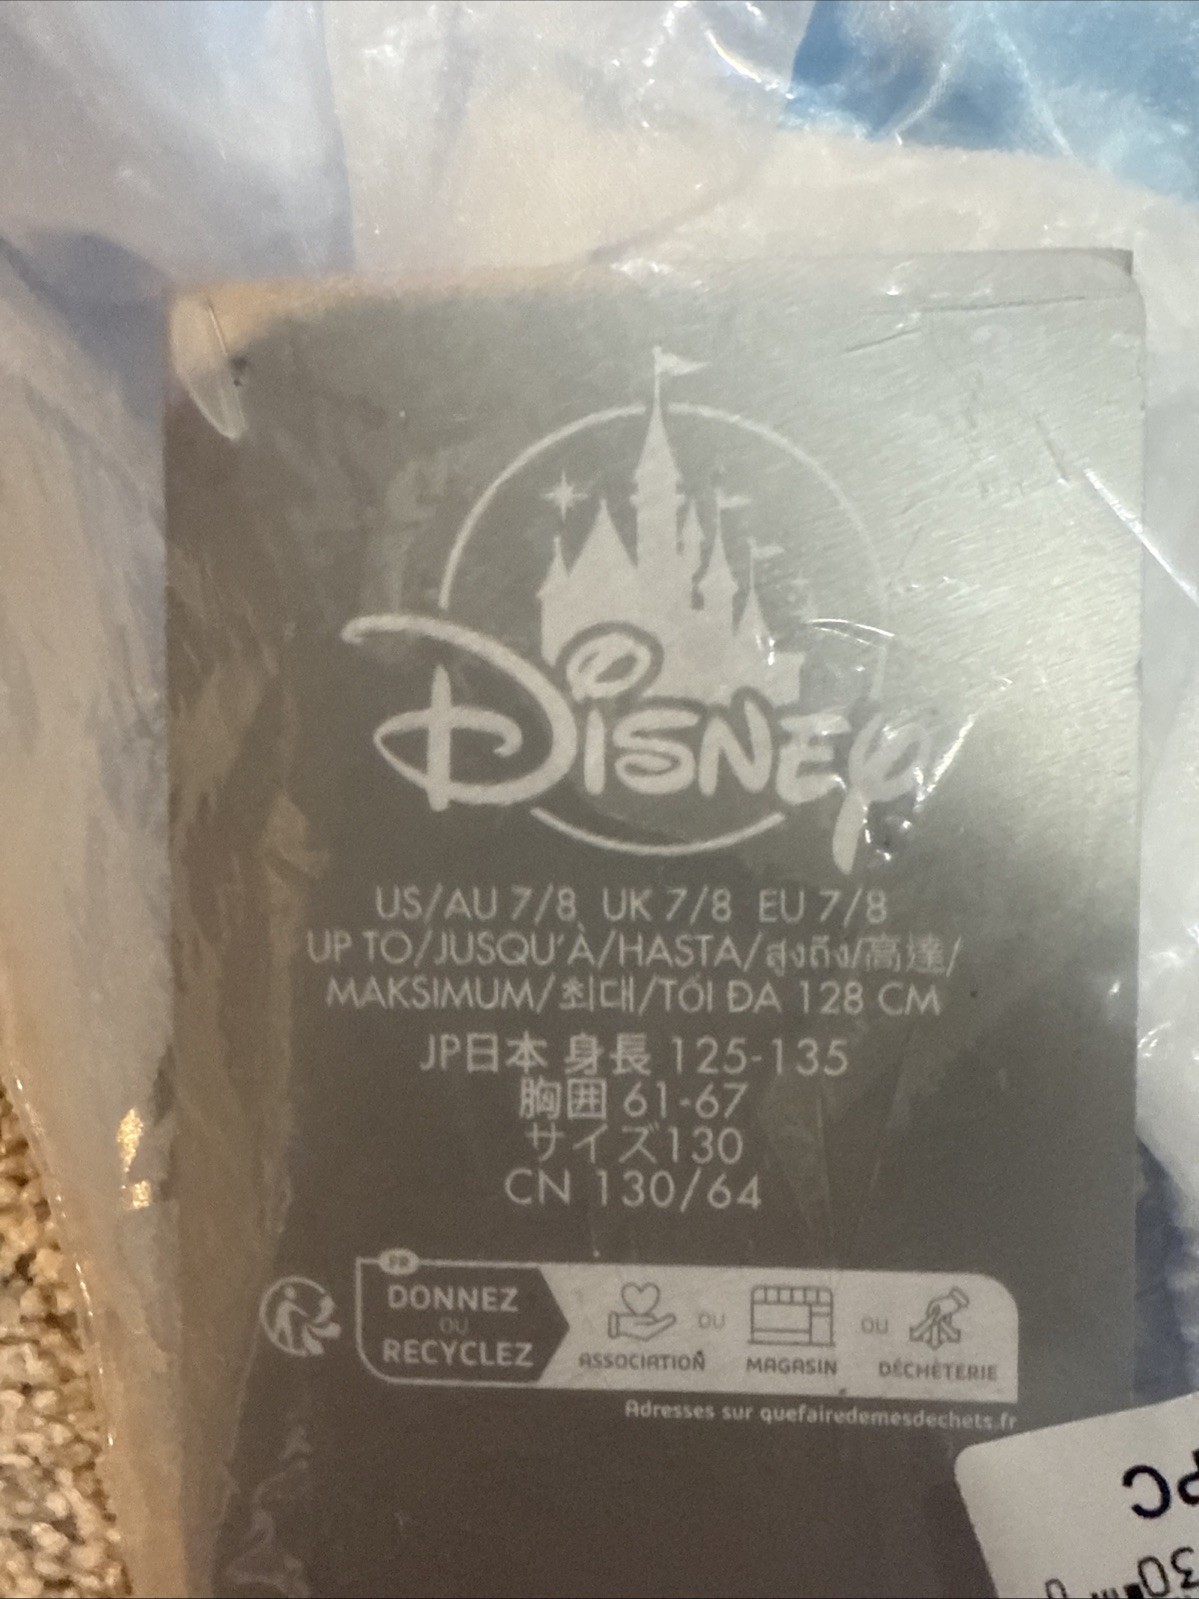 Disney
US/AU 7/8 UK 7/8 EU 7/8
UP TO/JUSQU'À/HASTA/สูงถึง/高達/
MAKSIMUM/최대/TỐI ĐA 128 CM
JP日本 身長 125-135
胸囲 61-67
サイズ130
CN 130/64
FR
DONNEZ
OU
RECYCLEZ
ASSOCIATION
OU
MAGASIN
OU
DÉCHÈTERIE
Adresses sur quefairedemesdechets.fr
PC